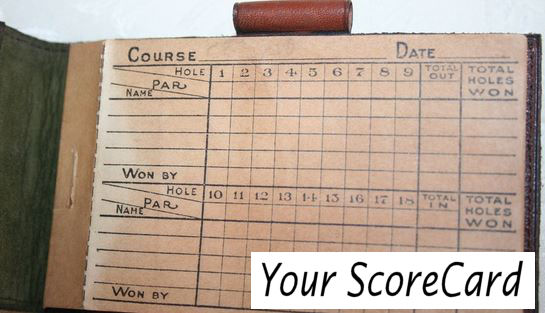 COURSE DATE
HOLE 1 2 3 4 5 6 7 8 9 TOTAL OUT TOTAL HOLES WON
PAR
NAME
WON BY
HOLE 10 11 12 13 14 15 16 17 18 TOTAL IN TOTAL HOLES WON
PAR
NAME
WON BY
Your ScoreCard